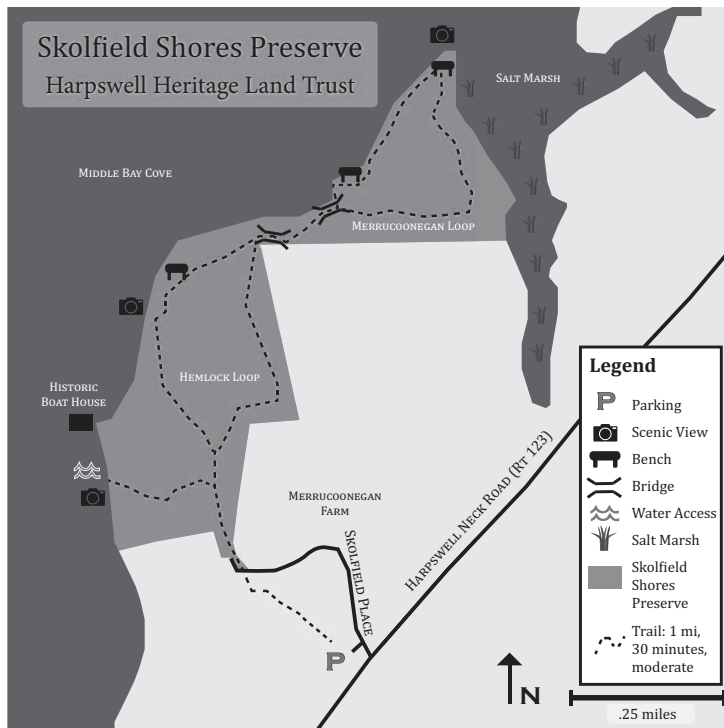 Skolfield Shores Preserve
Harpswell Heritage Land Trust
Salt Marsh
Middle Bay Cove
Merrucoonegan Loop
Hemlock Loop
Historic
Boat House
Merrucoonegan
Farm
Skolfield Place
Harpswell Neck Road (Rt 123)
P
N
Legend
P Parking
Scenic View
Bench
Bridge
Water Access
Salt Marsh
Skolfield
Shores
Preserve
Trail: 1 mi,
30 minutes,
moderate
.25 miles